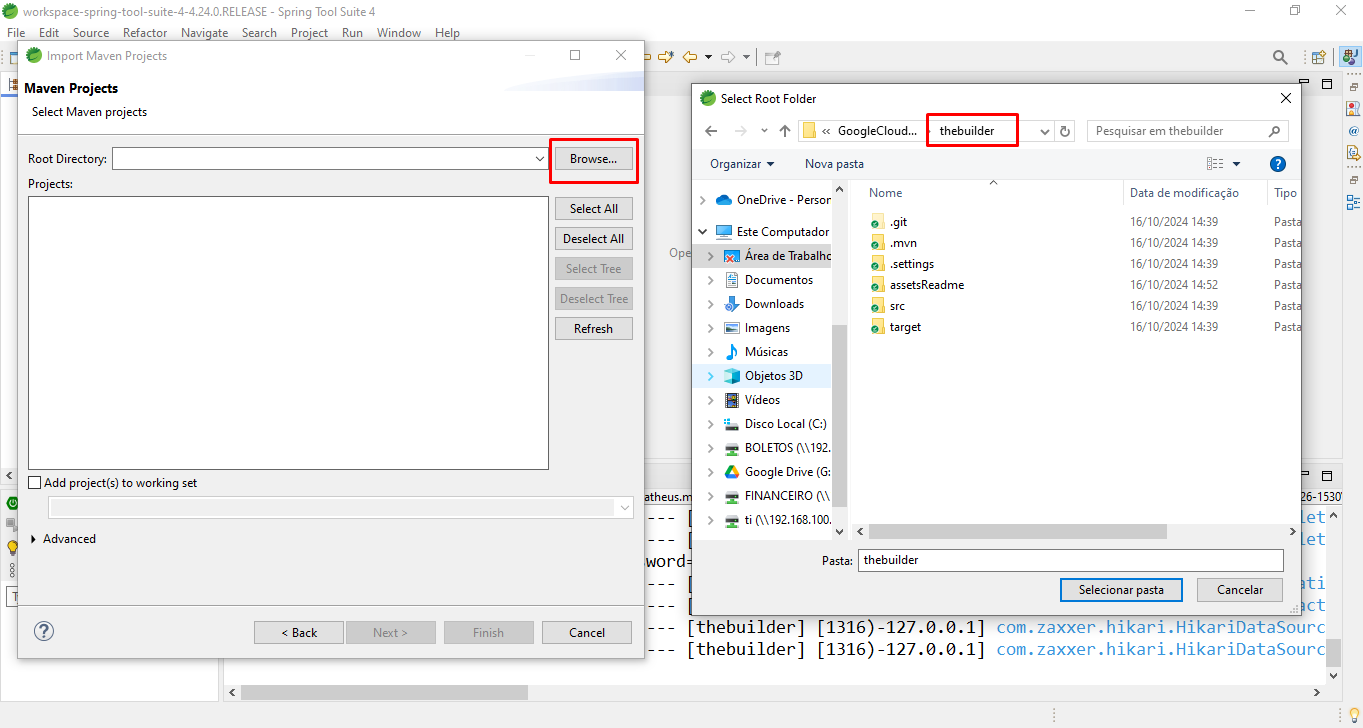 workspace-spring-tool-suite-4-4.24.0.RELEASE - Spring Tool Suite 4
File Edit Source Refactor Navigate Search Project Run Window Help
Import Maven Projects
Maven Projects
Select Maven projects
Root Directory:
Browse...
Projects:
Select All
Deselect All
Select Tree
Deselect Tree
Refresh
Add project(s) to working set
Advanced
< Back
Next >
Finish
Cancel
Ope
Select Root Folder
« GoogleCloud...
thebuilder
Pesquisar em thebuilder
Organizar
Nova pasta
OneDrive - Person
Este Computador
Área de Trabalho
Documentos
Downloads
Imagens
Músicas
Objetos 3D
Vídeos
Disco Local (C:)
BOLETOS (\\192.
Google Drive (G:
FINANCEIRO (\\
ti (\\192.168.100.
Nome Data de modificação Tipo
.git 16/10/2024 14:39 Pasta
.mvn 16/10/2024 14:39 Pasta
.settings 16/10/2024 14:39 Pasta
assetsReadme 16/10/2024 14:52 Pasta
src 16/10/2024 14:39 Pasta
target 16/10/2024 14:39 Pasta
Pasta: thebuilder
Selecionar pasta
Cancelar
atheus.m
26-1530
--- [ let
--- [ let
word=
--- [ ati
--- [ act
--- [thebuilder] [1316)-127.0.0.1] com.zaxxer.hikari.HikariDataSourc
--- [thebuilder] [1316)-127.0.0.1] com.zaxxer.hikari.HikariDataSourc